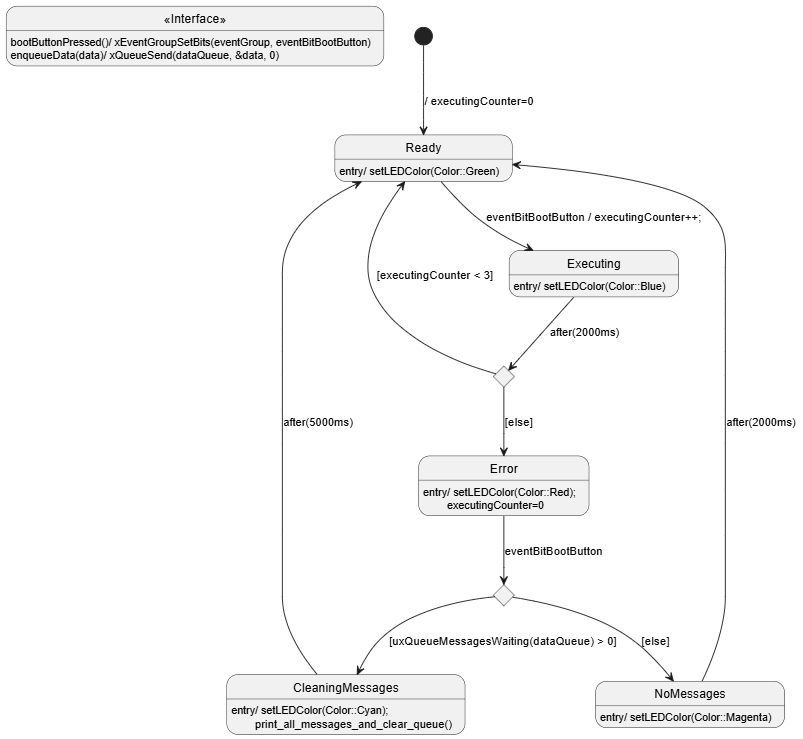 «Interface»
bootButtonPressed()/ xEventGroupSetBits(eventGroup, eventBitBootButton)
enqueueData(data)/ xQueueSend(dataQueue, &data, 0)
/ executingCounter=0
Ready
entry/ setLEDColor(Color::Green)
eventBitBootButton / executingCounter++;
[executingCounter < 3]
Executing
entry/ setLEDColor(Color::Blue)
after(2000ms)
after(5000ms)
[else]
after(2000ms)
Error
entry/ setLEDColor(Color::Red);
executingCounter=0
eventBitBootButton
[uxQueueMessagesWaiting(dataQueue) > 0]
[else]
CleaningMessages
entry/ setLEDColor(Color::Cyan);
print_all_messages_and_clear_queue()
NoMessages
entry/ setLEDColor(Color::Magenta)